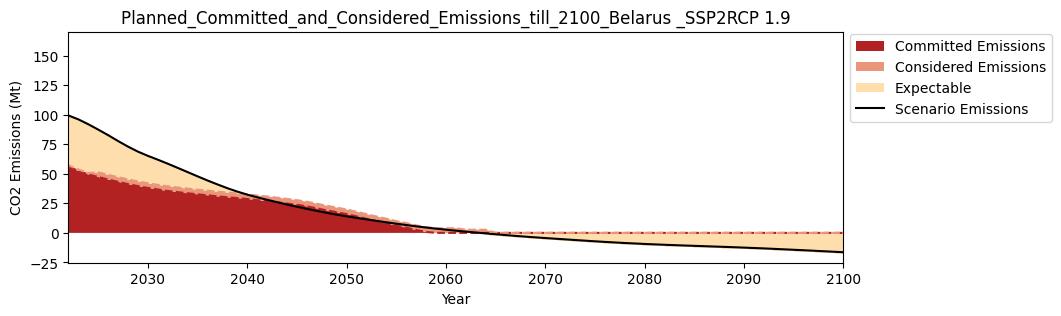 Planned_Committed_and_Considered_Emissions_till_2100_Belarus _SSP2RCP 1.9
CO2 Emissions (Mt)
150
125
100
75
50
25
0
−25
2030
2040
2050
2060
2070
2080
2090
2100
Year
Committed Emissions
Considered Emissions
Expectable
Scenario Emissions